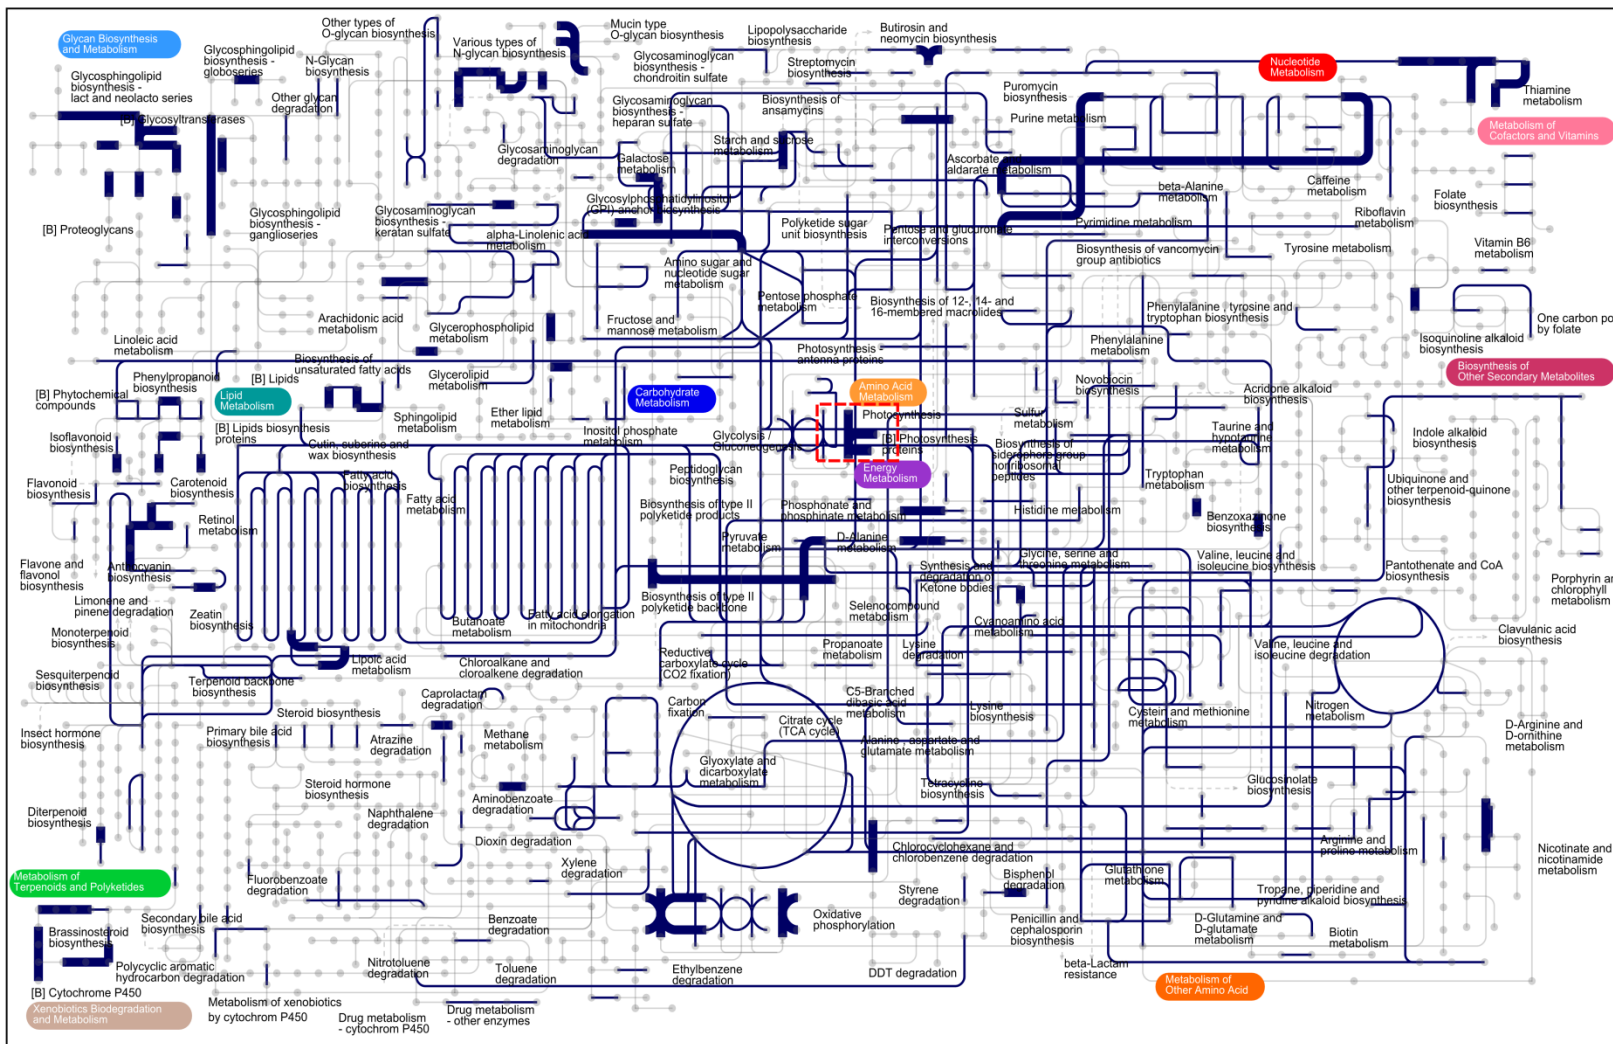 Glycan Biosynthesis
and Metabolism
Other types of
O-glycan biosynthesis
Various types of
N-glycan biosynthesis
Mucin type
O-glycan biosynthesis
Lipopolysaccharide
biosynthesis
Butirosin and
neomycin biosynthesis
Glycosphingolipid
biosynthesis -
globoseries
N-Glycan
biosynthesis
Glycosaminoglycan
biosynthesis -
chondroitin sulfate
Streptomycin
biosynthesis
Nucleotide
Metabolism
Glycosphingolipid
biosynthesis -
lact and neolacto series
Other glycan
degradation
Glycosaminoglycan
biosynthesis -
heparan sulfate
Biosynthesis of
ansamycins
Puromycin
biosynthesis
Thiamine
metabolism
[B] Glycosyltransferases
Purine metabolism
Metabolism of
Cofactors and Vitamins
Glycosaminoglycan
degradation
Galactose
metabolism
Starch and sucrose
metabolism
Ascorbate and
aldarate metabolism
beta-Alanine
metabolism
Caffeine
metabolism
Folate
biosynthesis
Glycosylphosphatidylinositol
(GPI) anchor biosynthesis
Glycosphingolipid
biosynthesis -
ganglioseries
Glycosaminoglycan
biosynthesis -
keratan sulfate
[B] Proteoglycans
alpha-Linolenic acid
metabolism
Polyketide sugar
unit biosynthesis
Pentose and glucuronate
interconversions
Pyrimidine metabolism
Riboflavin
metabolism
Biosynthesis of vancomycin
group antibiotics
Tyrosine metabolism
Vitamin B6
metabolism
Amino sugar and
nucleotide sugar
metabolism
Pentose phosphate
metabolism
Biosynthesis of 12-, 14- and
16-membered macrolides
Phenylalanine , tyrosine and
tryptophan biosynthesis
One carbon po
by folate
Arachidonic acid
metabolism
Glycerophospholipid
metabolism
Fructose and
mannose metabolism
Linoleic acid
metabolism
Photosynthesis -
antenna proteins
Phenylalanine
metabolism
Isoquinoline alkaloid
biosynthesis
Biosynthesis of
unsaturated fatty acids
Glycerolipid
metabolism
Biosynthesis of
Other Secondary Metabolites
Phenylpropanoid
biosynthesis
[B] Lipids
[B] Phytochemical
compounds
Lipid
Metabolism
Carbohydrate
Metabolism
Amino Acid
Metabolism
Novobiocin
biosynthesis
Acridone alkaloid
biosynthesis
Sphingolipid
metabolism
Ether lipid
metabolism
Inositol phosphate
metabolism
Photosynthesis
Sulfur
metabolism
Taurine and
hypotaurine
metabolism
Indole alkaloid
biosynthesis
[B] Lipids biosynthesis
proteins
Isoflavonoid
biosynthesis
Cutin, suborino and
wax biosynthesis
Glycolysis /
Gluconeogenesis
[B] Photosynthesis
proteins
Biosynthesis of
siderophore group
nonribosomal
peptides
Flavonoid
biosynthesis
Carotenoid
biosynthesis
Fatty acid
biosynthesis
Fatty acid
metabolism
Peptidoglycan
biosynthesis
Energy
Metabolism
Tryptophan
metabolism
Ubiquinone and
other terpenoid-quinone
biosynthesis
Retinol
metabolism
Biosynthesis of type II
polyketide products
Phosphonate and
phosphinate metabolism
Histidine metabolism
Benzoxazinone
biosynthesis
Pyruvate
metabolism
D-Alanine
metabolism
Flavone and
flavonol
biosynthesis
Anthocyanin
biosynthesis
Glycine, serine and
threonine metabolism
Valine, leucine and
isoleucine biosynthesis
Pantothenate and CoA
biosynthesis
Synthesis and
degradation of
Ketone bodies
Porphyrin an
chlorophyll
metabolism
Limonene and
pinene degradation
Zeatin
biosynthesis
Butanoate
metabolism
Fatty acid elongation
in mitochondria
Biosynthesis of type II
polyketide backbone
Selenocompound
metabolism
Cyanoamino acid
metabolism
Monoterpenoid
biosynthesis
Clavulanic acid
biosynthesis
Lipoic acid
metabolism
Chloroalkane and
cloroalkene degradation
Reductive
carboxylate cycle
(CO2 fixation)
Propanoate
metabolism
Lysine
degradation
Valine, leucine and
isoleucine degradation
Sesquiterpenoid
biosynthesis
Terpenoid backbone
biosynthesis
Caprolactam
degradation
Carbon
fixation
C5-Branched
dibasic acid
metabolism
Lysine
biosynthesis
Cystein and methionine
metabolism
Nitrogen
metabolism
Insect hormone
biosynthesis
Primary bile acid
biosynthesis
Steroid biosynthesis
Atrazine
degradation
Methane
metabolism
Citrate cycle
(TCA cycle)
Alanine , aspartate and
glutamate metabolism
D-Arginine and
D-ornithine
metabolism
Glyoxylate and
dicarboxylate
metabolism
Steroid hormone
biosynthesis
Aminobenzoate
degradation
Tetracycline
biosynthesis
Glucosinolate
biosynthesis
Diterpenoid
biosynthesis
Naphthalene
degradation
Dioxin degradation
Chlorocyclohexane and
chlorobenzene degradation
Arginine and
prolino metabolism
Nicotinate and
nicotinamide
metabolism
Metabolism of
Terpenoids and Polyketides
Fluorobenzoate
degradation
Xylene
degradation
Styrene
degradation
Bisphenol
degradation
Glutathione
metabolism
Tropane, piperidine and
pyridine alkaloid biosynthesis
Brassinosteroid
biosynthesis
Secondary bile acid
biosynthesis
Benzoate
degradation
Oxidative
phosphorylation
Penicillin and
cephalosporin
biosynthesis
D-Glutamine and
D-glutamate
metabolism
Biotin
metabolism
Polycyclic aromatic
hydrocarbon degradation
Nitrotoluene
degradation
Toluene
degradation
Ethylbenzene
degradation
DDT degradation
beta-Lactam
resistance
Metabolism of
Other Amino Acid
[B] Cytochrome P450
Xenobiotics Biodegradation
and Metabolism
Metabolism of xenobiotics
by cytochrom P450
Drug metabolism
- cytochrom P450
Drug metabolism
- other enzymes